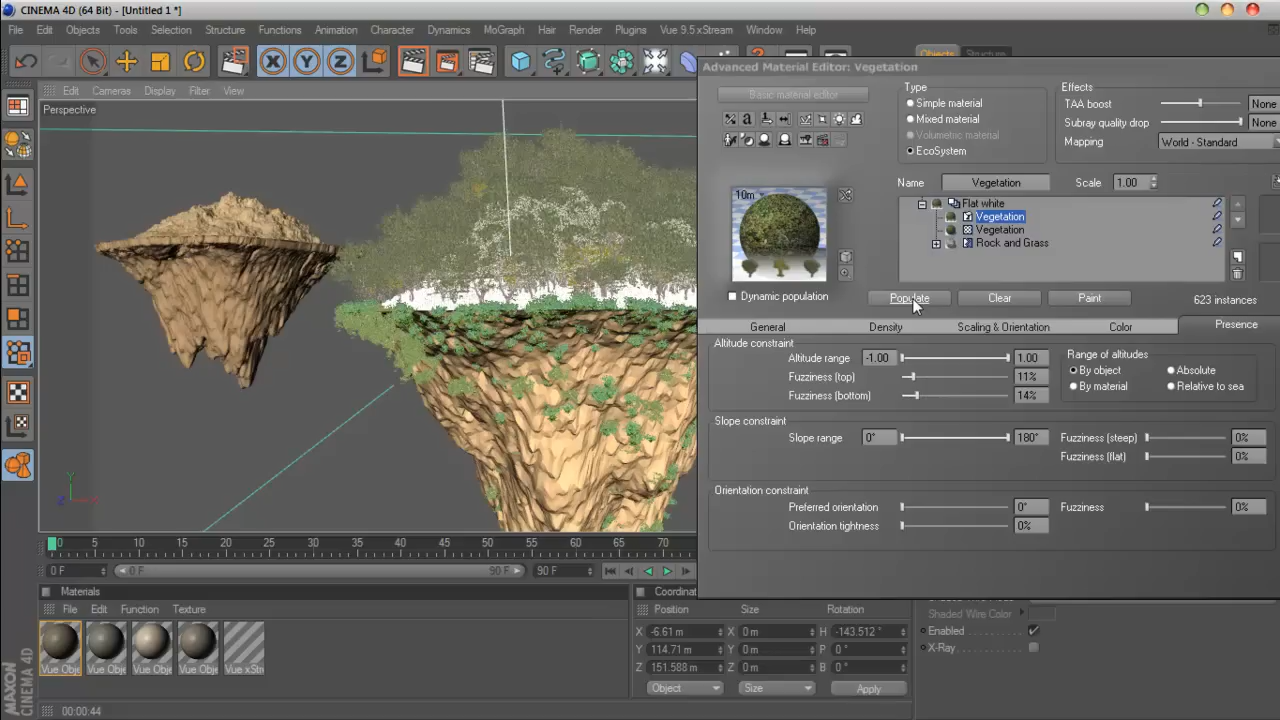 CINEMA 4D (64 Bit) - [Untitled 1 *]
File Edit Objects Tools Selection Structure Functions Animation Character Dynamics MoGraph Hair Render Plugins Vue 9.5 xStream Window Help
Objects Structure
Edit Cameras Display Filter View
Perspective
Advanced Material Editor: Vegetation
Basic material editor
Type
Simple material
Mixed material
Volumetric material
EcoSystem
Effects
TAA boost None
Subray quality drop None
Mapping World - Standard
Name Vegetation Scale 1.00
10m
Flat white
Vegetation
Vegetation
Rock and Grass
Dynamic population Populate Clear Paint 623 instances
General Density Scaling & Orientation Color Presence
Altitude constraint
Altitude range -1.00 1.00
Fuzziness (top) 11%
Fuzziness (bottom) 14%
Range of altitudes
By object Absolute
By material Relative to sea
Slope constraint
Slope range 0° 180° Fuzziness (steep) 0%
Fuzziness (flat) 0%
Orientation constraint
Preferred orientation 0° Fuzziness 0%
Orientation tightness 0%
0 5 10 15 20 25 30 35 40 45 50 55 60 65 70
0 F 0 F 90 F 90 F
Materials
File Edit Function Texture
Vue Obje Vue Obje Vue Obje Vue Obje Vue xStr
Coordinat
Position Size Rotation
X -6.61 m X 0 m H -143.512 °
Y 114.71 m Y 0 m P 0 °
Z 151.588 m Z 0 m B 0 °
Object Size Apply
Shaded Wire Color
Enabled
X-Ray
MAXON
CINEMA 4D
00:00:44